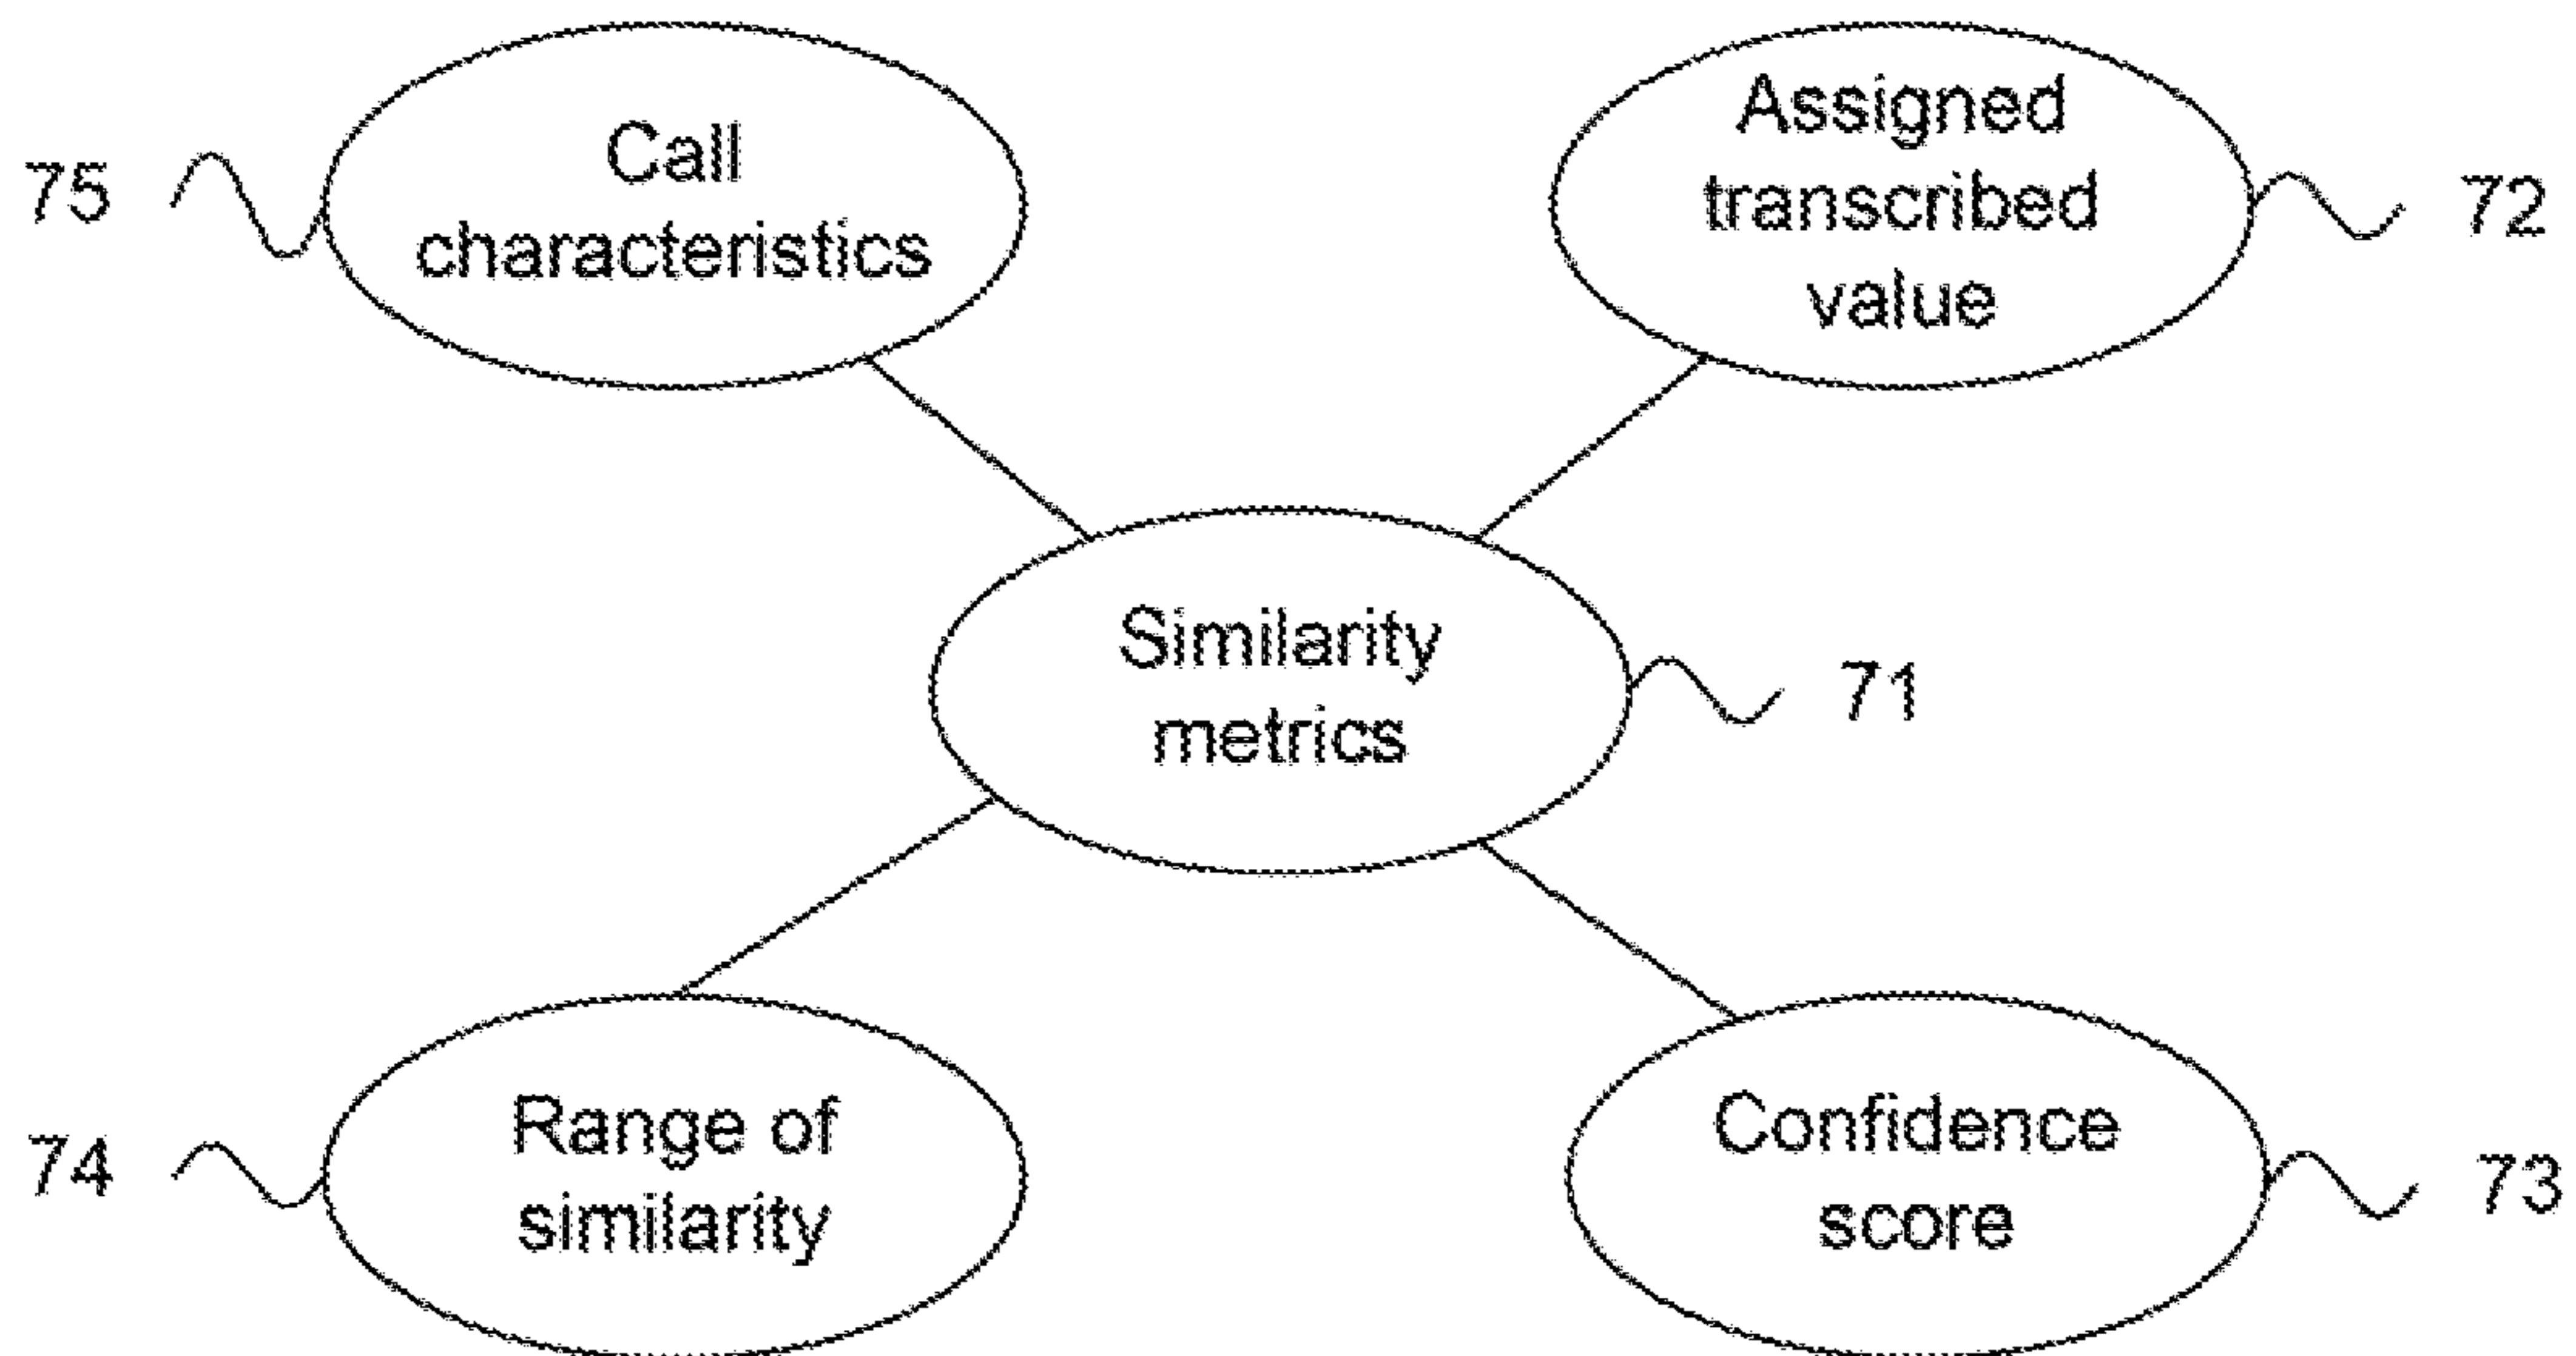 Call
characteristics
75
Assigned
transcribed
value
72
Similarity
metrics
71
Range of
similarity
74
Confidence
score
73